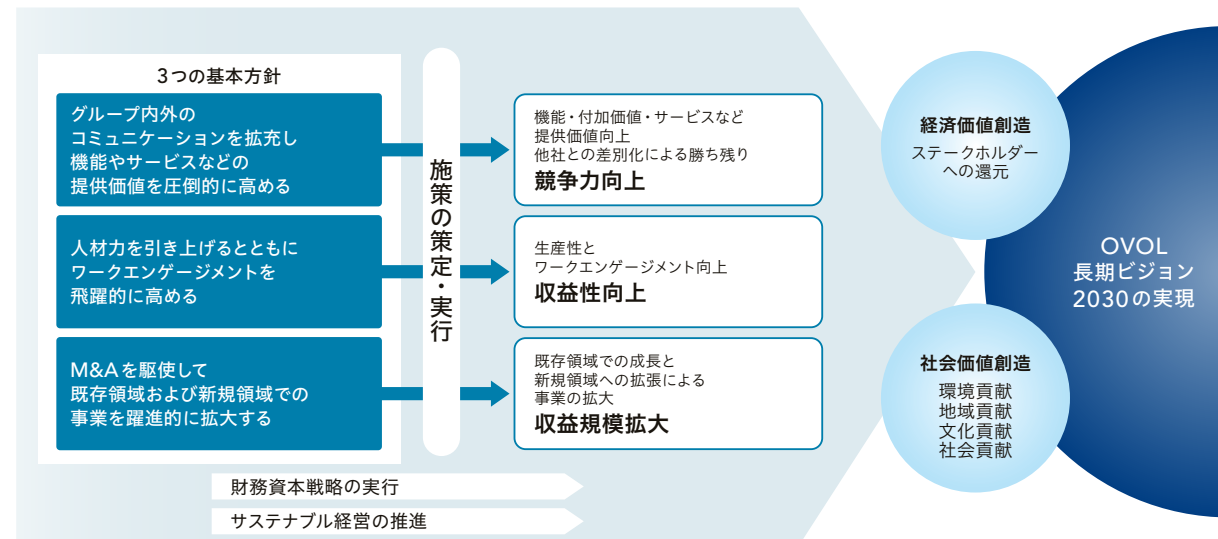 3つの基本方針
グループ内外の
コミュニケーションを拡充し
機能やサービスなどの
提供価値を圧倒的に高める
人材力を引き上げるとともに
ワークエンゲージメントを
飛躍的に高める
M&Aを駆使して
既存領域および新規領域での
事業を躍進的に拡大する
施策の策定・実行
機能・付加価値・サービスなど
提供価値向上
他社との差別化による勝ち残り
競争力向上
生産性と
ワークエンゲージメント向上
収益性向上
既存領域での成長と
新規領域への拡張による
事業の拡大
収益規模拡大
財務資本戦略の実行
サステナブル経営の推進
経済価値創造
ステークホルダー
への還元
社会価値創造
環境貢献
地域貢献
文化貢献
社会貢献
OVOL
長期ビジョン
2030の実現